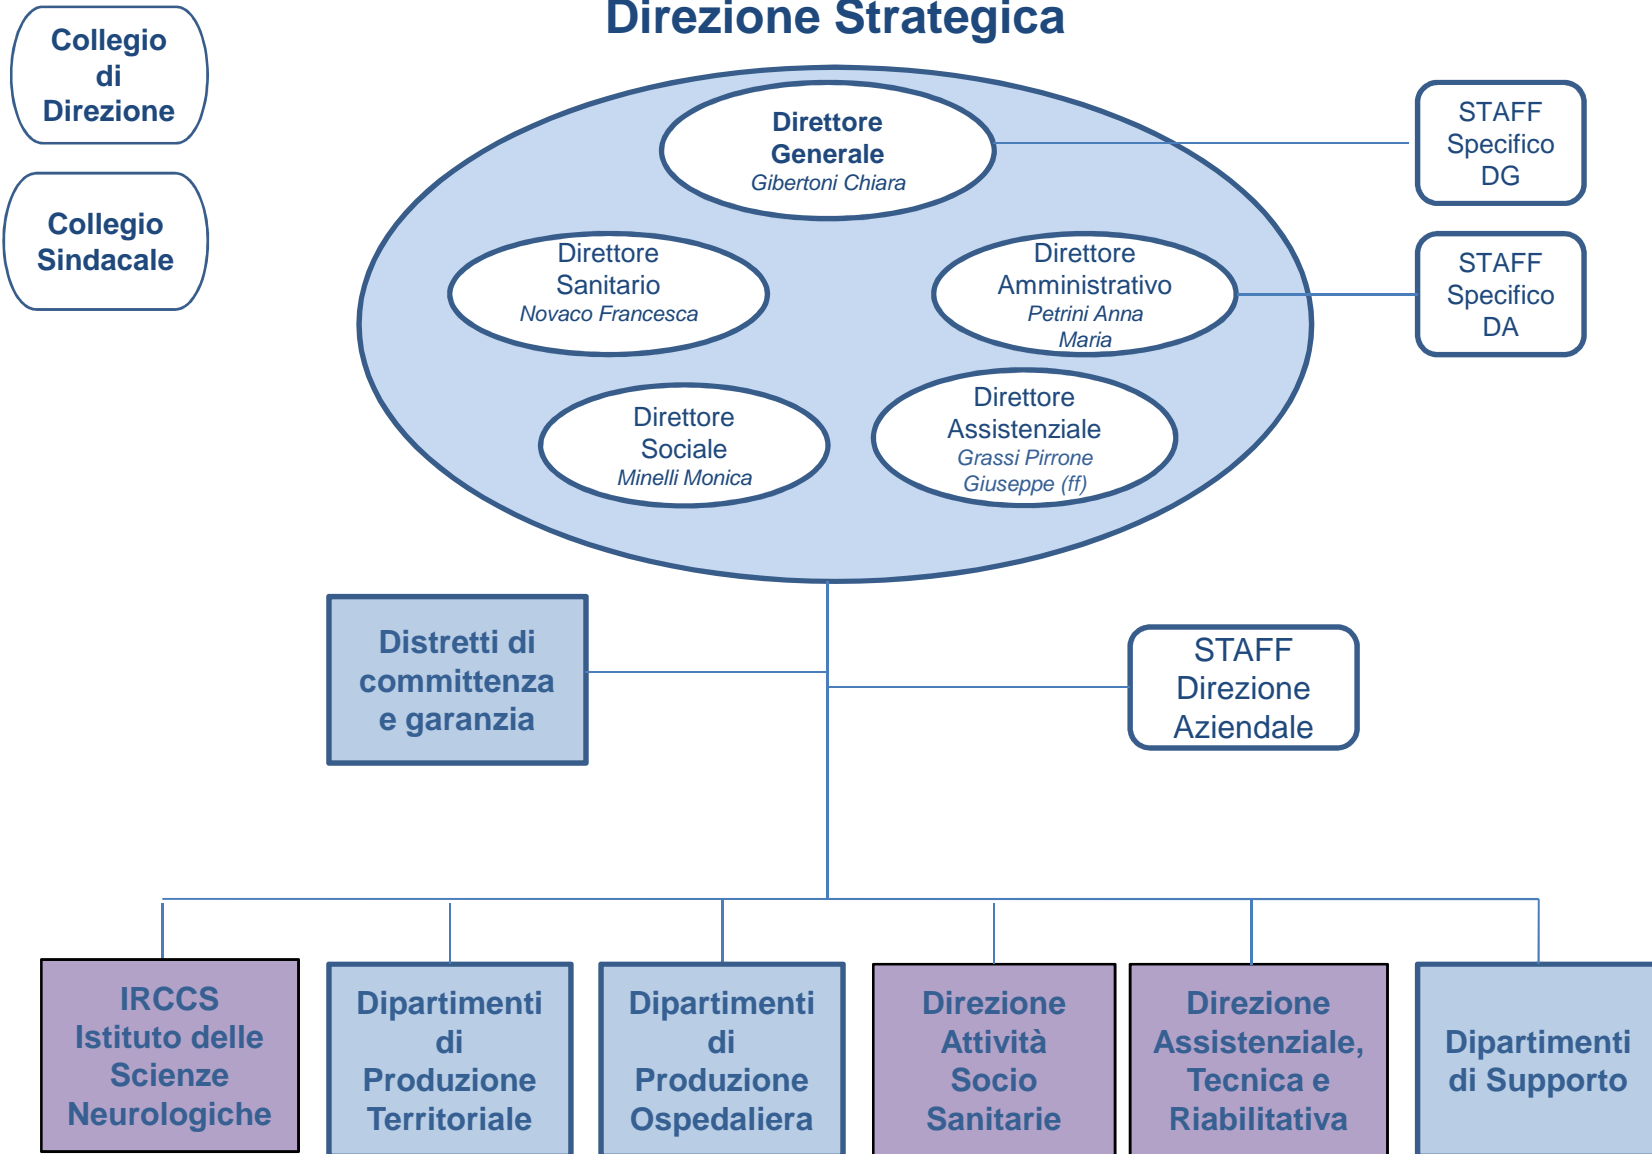 Direzione Strategica
Collegio
di
Direzione
Collegio
Sindacale
Direttore
Generale
Gibertoni Chiara
STAFF
Specifico
DG
Direttore
Sanitario
Novaco Francesca
Direttore
Amministrativo
Petrini Anna
Maria
STAFF
Specifico
DA
Direttore
Sociale
Minelli Monica
Direttore
Assistenziale
Grassi Pirrone
Giuseppe (ff)
Distretti di
committenza
e garanzia
STAFF
Direzione
Aziendale
IRCCS
Istituto delle
Scienze
Neurologiche
Dipartimenti
di
Produzione
Territoriale
Dipartimenti
di
Produzione
Ospedaliera
Direzione
Attività
Socio
Sanitarie
Direzione
Assistenziale,
Tecnica e
Riabilitativa
Dipartimenti
di Supporto